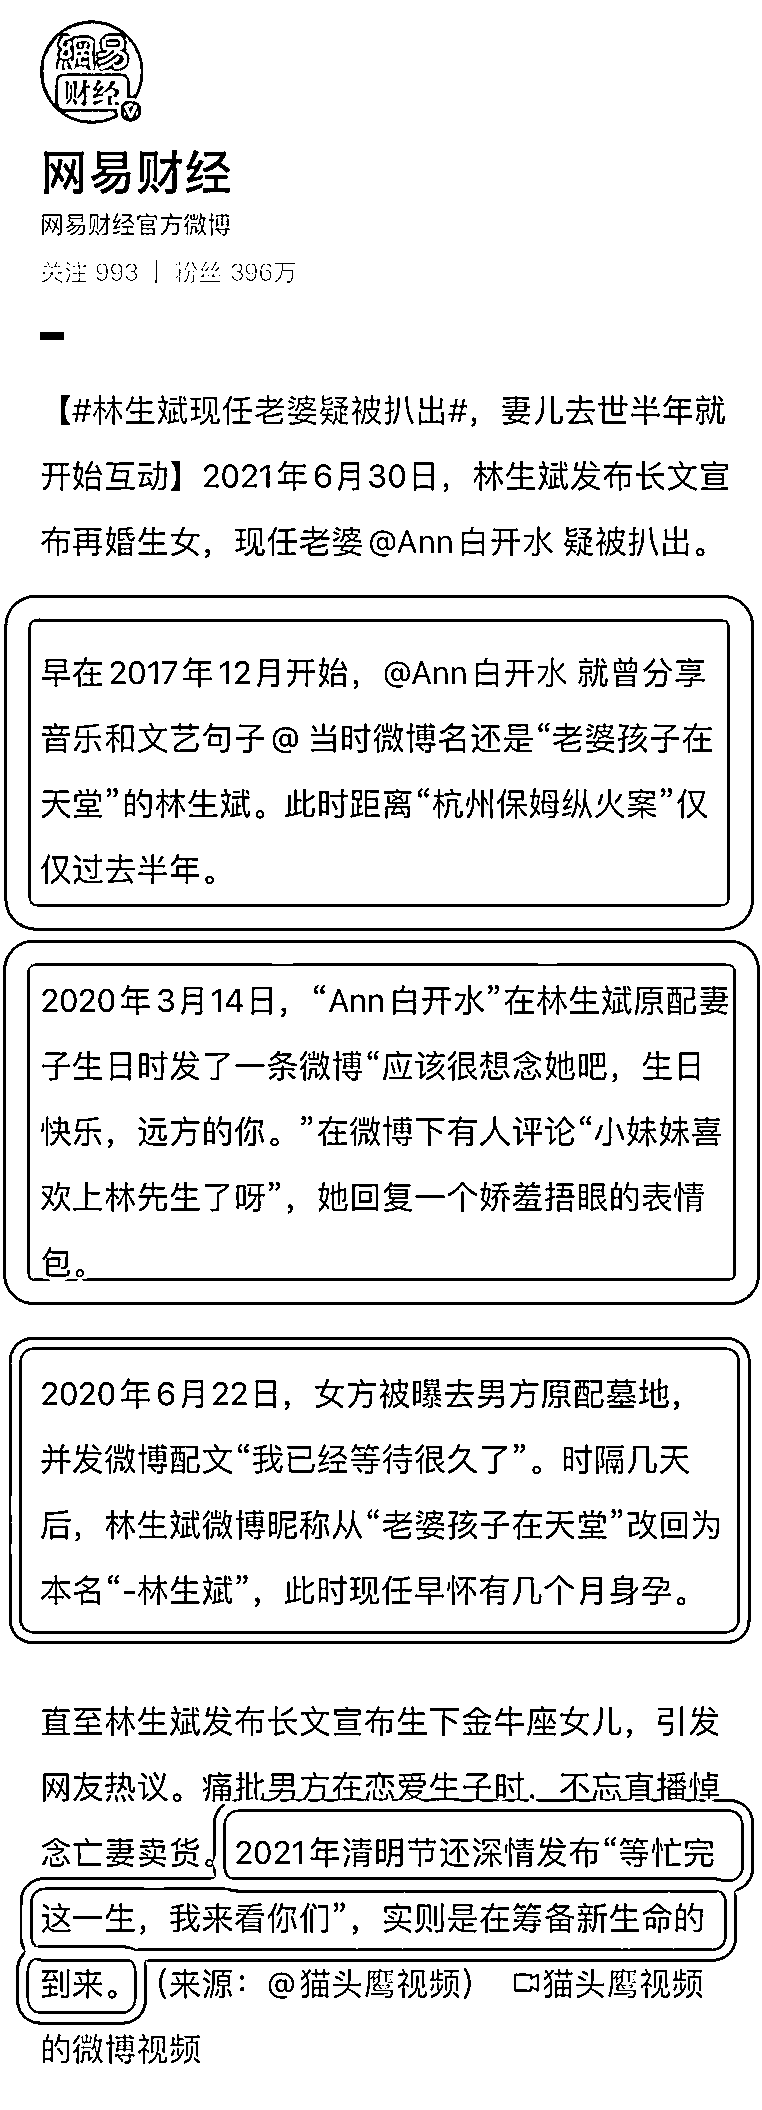 網易
财经
网易财经
网易财经官方微博
关注 993 | 粉丝 396万
【#林生斌现任老婆疑被扒出#，妻儿去世半年就
开始互动】2021年6月30日，林生斌发布长文宣
布再婚生女，现任老婆@Ann白开水 疑被扒出。
早在2017年12月开始，@Ann白开水 就曾分享
音乐和文艺句子@ 当时微博名还是“老婆孩子在
天堂”的林生斌。此时距离“杭州保姆纵火案”仅
仅过去半年。
2020年3月14日，“Ann白开水”在林生斌原配妻
子生日时发了一条微博“应该很想念她吧，生日
快乐，远方的你。”在微博下有人评论“小妹妹喜
欢上林先生了呀”，她回复一个娇羞捂眼的表情
包。
2020年6月22日，女方被曝去男方原配墓地，
并发微博配文“我已经等待很久了”。时隔几天
后，林生斌微博昵称从“老婆孩子在天堂”改回为
本名“-林生斌”，此时现任早怀有几个月身孕。
直至林生斌发布长文宣布生下金牛座女儿，引发
网友热议。痛批男方在恋爱生子时，不忘直播悼
念亡妻卖货。2021年清明节还深情发布“等忙完
这一生，我来看你们”，实则是在筹备新生命的
到来。（来源：@猫头鹰视频） 猫头鹰视频
的微博视频